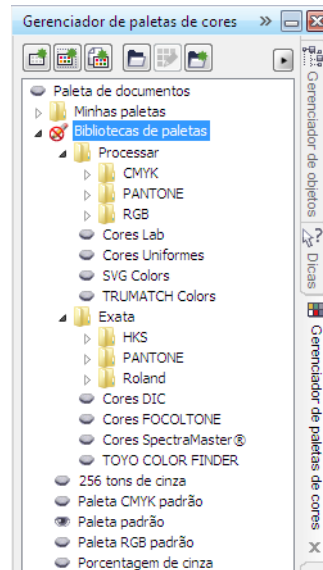 Gerenciador de paletas de cores
Paleta de documentos
Minhas paletas
Bibliotecas de paletas
Processar
CMYK
PANTONE
RGB
Cores Lab
Cores Uniformes
SVG Colors
TRUMATCH Colors
Exata
HKS
PANTONE
Roland
Cores DIC
Cores FOCOLTONE
Cores SpectraMaster®
TOYO COLOR FINDER
256 tons de cinza
Paleta CMYK padrão
Paleta padrão
Paleta RGB padrão
Porcentagem de cinza
Gerenciador de objetos
Dicas
Gerenciador de paletas de cores